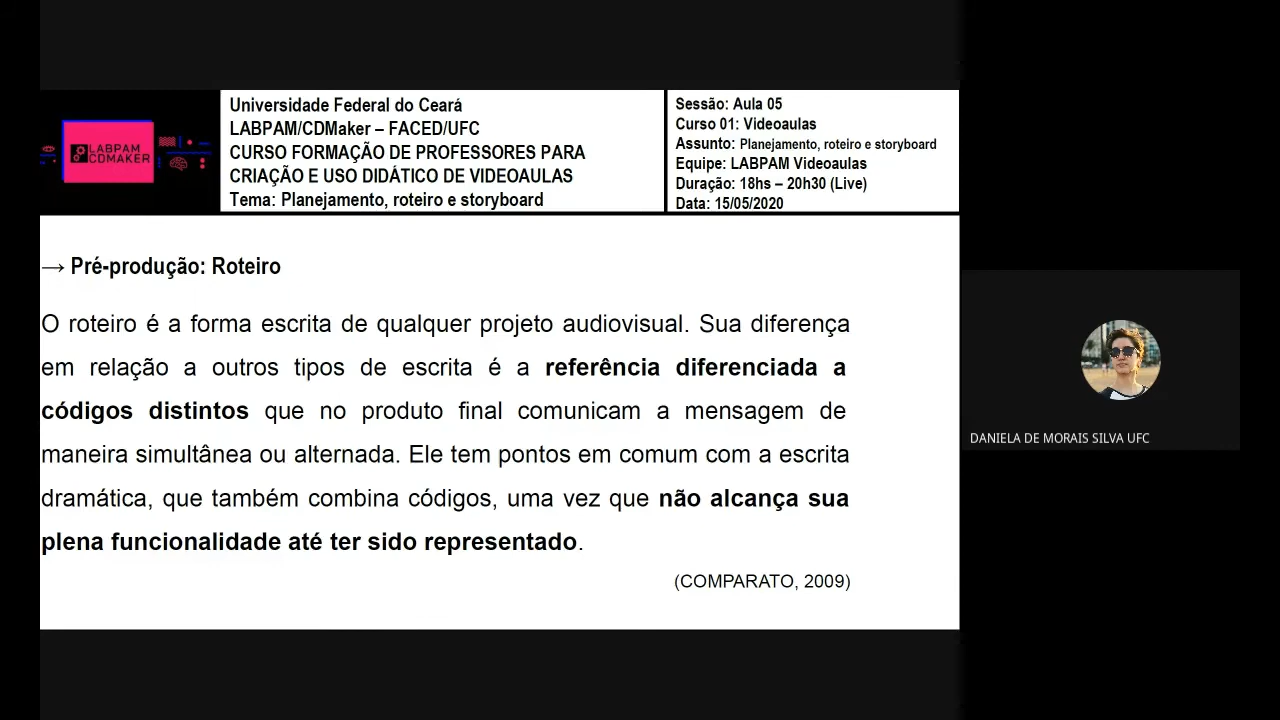 LABPAM
CDMAKER
Universidade Federal do Ceará
LABPAM/CDMaker – FACED/UFC
CURSO FORMAÇÃO DE PROFESSORES PARA
CRIAÇÃO E USO DIDÁTICO DE VIDEOAULAS
Tema: Planejamento, roteiro e storyboard
Sessão: Aula 05
Curso 01: Videoaulas
Assunto: Planejamento, roteiro e storyboard
Equipe: LABPAM Videoaulas
Duração: 18hs – 20h30 (Live)
Data: 15/05/2020
→ Pré-produção: Roteiro
O roteiro é a forma escrita de qualquer projeto audiovisual. Sua diferença
em relação a outros tipos de escrita é a referência diferenciada a
códigos distintos que no produto final comunicam a mensagem de
maneira simultânea ou alternada. Ele tem pontos em comum com a escrita
dramática, que também combina códigos, uma vez que não alcança sua
plena funcionalidade até ter sido representado.
(COMPARATO, 2009)
DANIELA DE MORAIS SILVA UFC